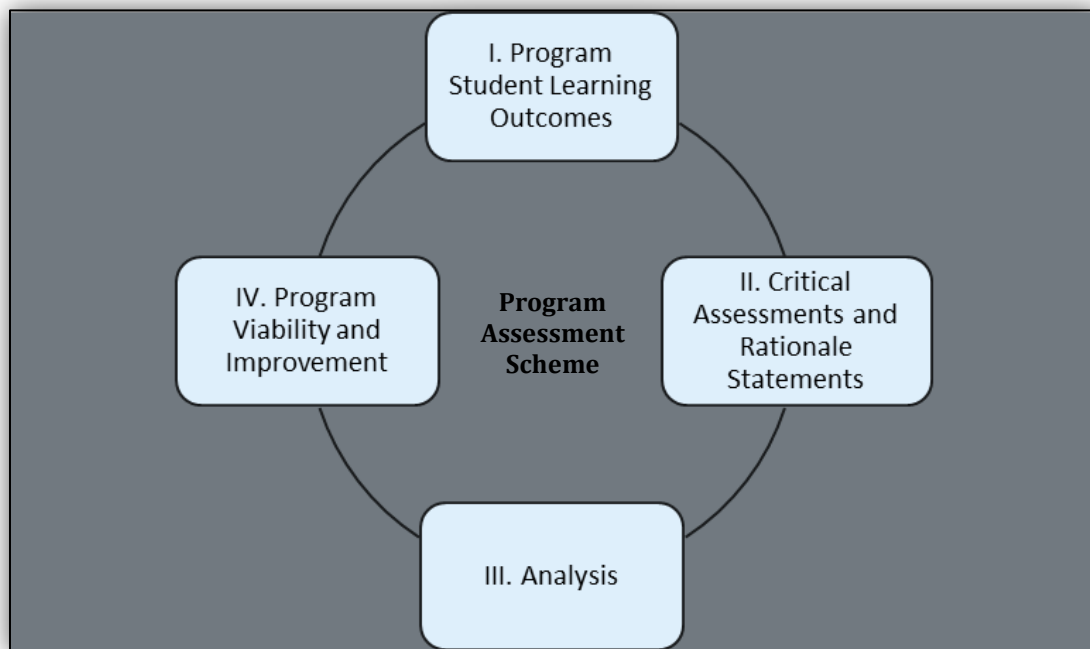 I. Program
Student Learning
Outcomes
II. Critical
Assessments and
Rationale
Statements
III. Analysis
IV. Program
Viability and
Improvement
Program
Assessment
Scheme